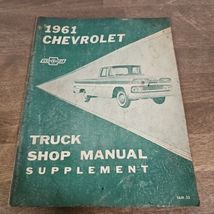 1961
CHEVROLET
TRUCK
SHOP MANUAL
SUPPLEMENT